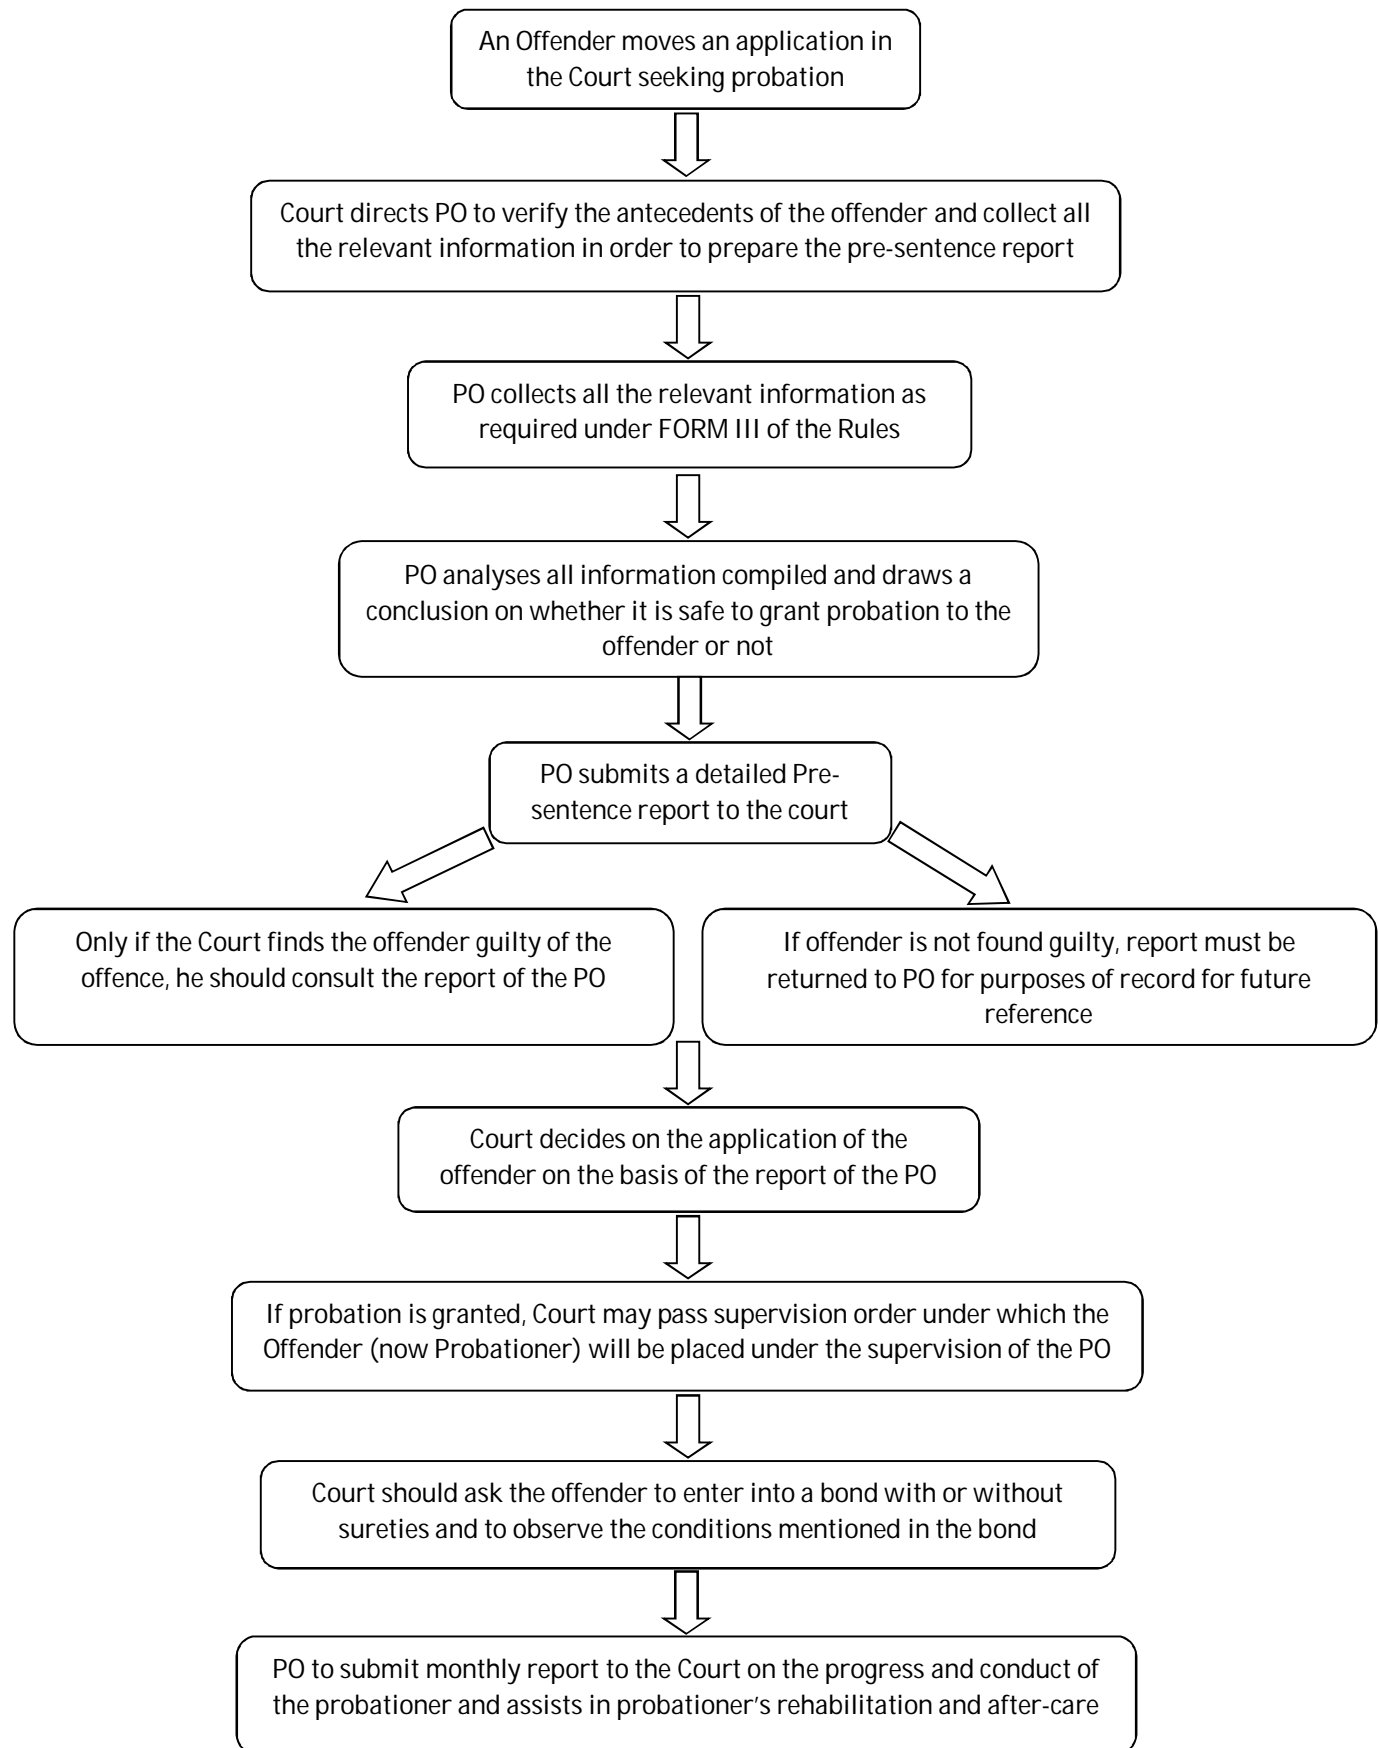 An Offender moves an application in
the Court seeking probation
Court directs PO to verify the antecedents of the offender and collect all
the relevant information in order to prepare the pre-sentence report
PO collects all the relevant information as
required under FORM III of the Rules
PO analyses all information compiled and draws a
conclusion on whether it is safe to grant probation to the
offender or not
PO submits a detailed Pre-
sentence report to the court
Only if the Court finds the offender guilty of the
offence, he should consult the report of the PO
If offender is not found guilty, report must be
returned to PO for purposes of record for future
reference
Court decides on the application of the
offender on the basis of the report of the PO
If probation is granted, Court may pass supervision order under which the
Offender (now Probationer) will be placed under the supervision of the PO
Court should ask the offender to enter into a bond with or without
sureties and to observe the conditions mentioned in the bond
PO to submit monthly report to the Court on the progress and conduct of
the probationer and assists in probationer's rehabilitation and after-care